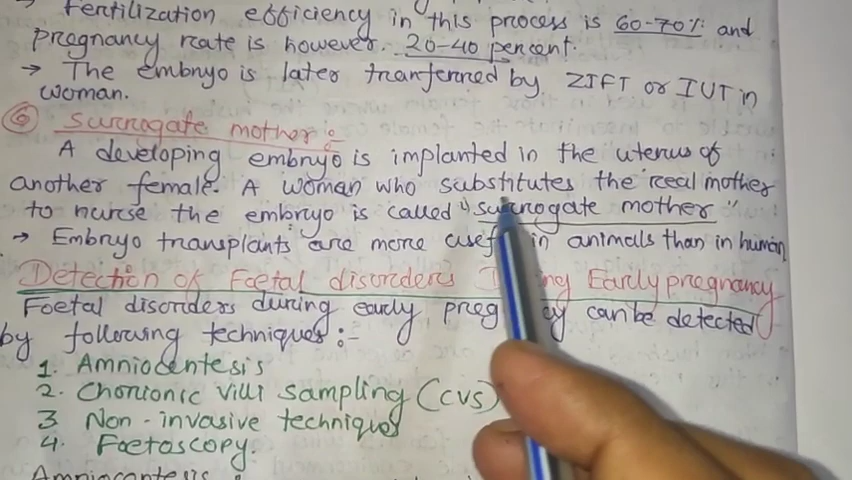 → Fertilization efficiency in this process is 60-70% and
pregnancy rate is however 20-40 percent.
→ The embryo is later tranferred by ZIFT or IUT in
woman.
⑥ Surrogate mother :-
A developing embryo is implanted in the uterus of
another female. A woman who substitutes the real mother
to nurse the embryo is called "surrogate mother"
→ Embryo transplants are more in animals than in human
Detection of Foetal disorders Early pregnancy
Foetal disorders during early can be detected
by following techniques :-
1. Amniocentesis
2. Chorionic villi sampling (CVS)
3 Non-invasive techniques
4. Foetoscopy.
Amniocentesis